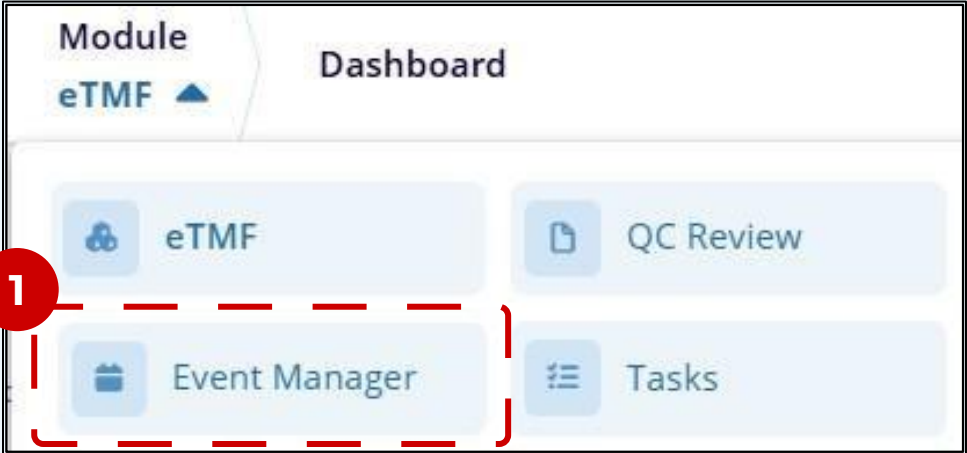 Module
eTMF
Dashboard
eTMF
QC Review
1
Event Manager
Tasks